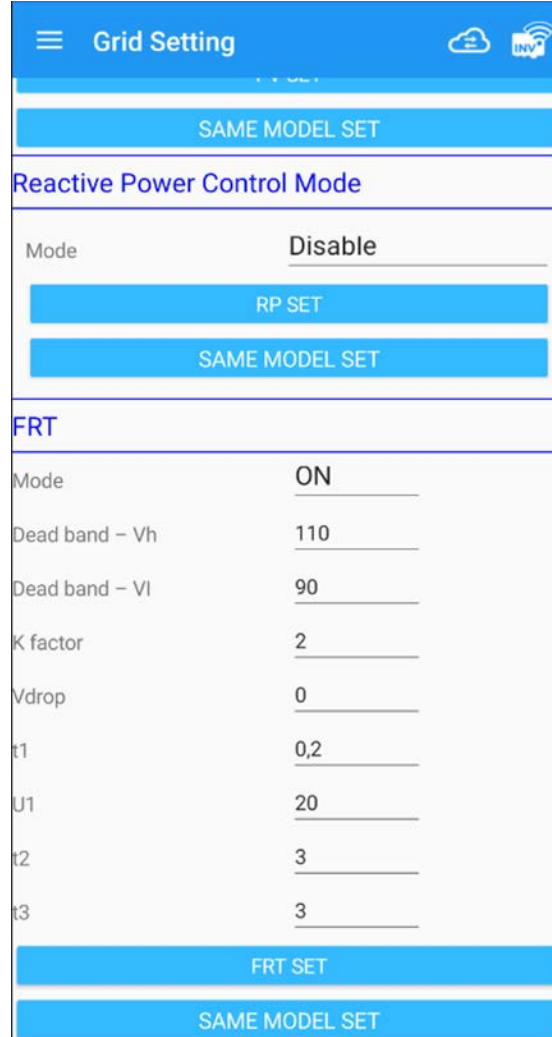 Grid Setting
INV
SAME MODEL SET
Reactive Power Control Mode
Mode Disable
RP SET
SAME MODEL SET
FRT
Mode ON
Dead band – Vh 110
Dead band – Vl 90
K factor 2
Vdrop 0
t1 0,2
U1 20
t2 3
t3 3
FRT SET
SAME MODEL SET